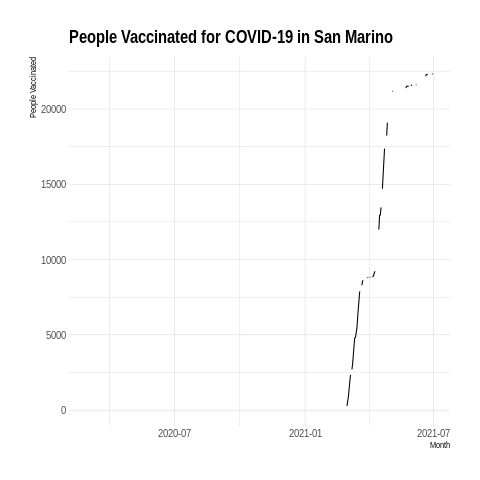 People Vaccinated for COVID-19 in San Marino
People Vaccinated
20000
15000
10000
5000
0
2020-07
2021-01
2021-07
Month